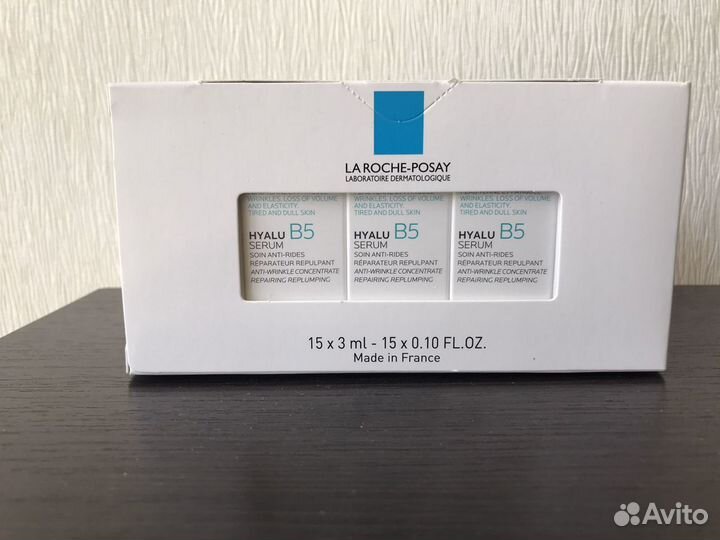 LA ROCHE-POSAY
LABORATOIRE DERMATOLOGIQUE
WRINKLES, LOSS OF VOLUME
AND ELASTICITY.
TIRED AND DULL SKIN
HYALU B5
SERUM
SOIN ANTI-RIDES
RÉPARATEUR REPULPANT
ANTI-WRINKLE CONCENTRATE
REPAIRING REPLUMPING
WRINKLES, LOSS OF VOLUME
AND ELASTICITY.
TIRED AND DULL SKIN
HYALU B5
SERUM
SOIN ANTI-RIDES
RÉPARATEUR REPULPANT
ANTI-WRINKLE CONCENTRATE
REPAIRING REPLUMPING
AND ELASTICITY.
TIRED AND DULL SKIN
HYALU B5
SERUM
SOIN ANTI-RIDES
RÉPARATEUR REPULPANT
ANTI-WRINKLE CONCENTRATE
REPAIRING REPLUMPING
15 x 3 ml - 15 x 0.10 FL.OZ.
Made in France
Avito